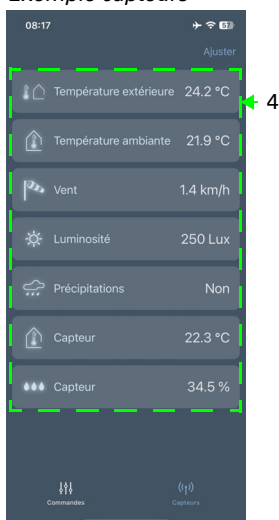 Exemple capteurs
08:17
57
Ajuster
Température extérieure 24.2 °C
4
Température ambiante 21.9 °C
Vent 1.4 km/h
Luminosité 250 Lux
Précipitations Non
Capteur 22.3 °C
Capteur 34.5 %
Commandes Capteurs